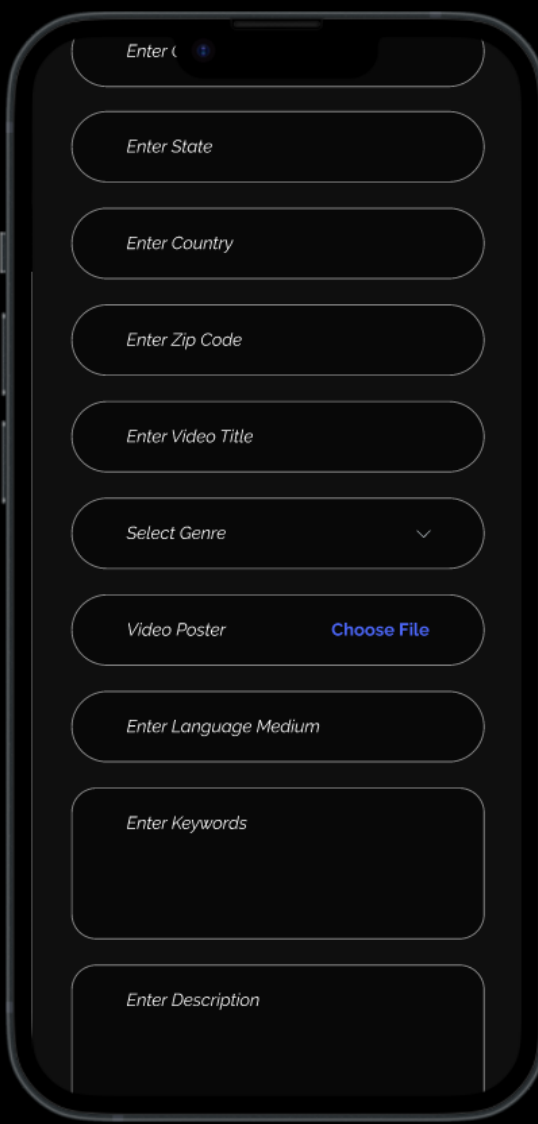 Enter
Enter State
Enter Country
Enter Zip Code
Enter Video Title
Select Genre
Video Poster Choose File
Enter Language Medium
Enter Keywords
Enter Description